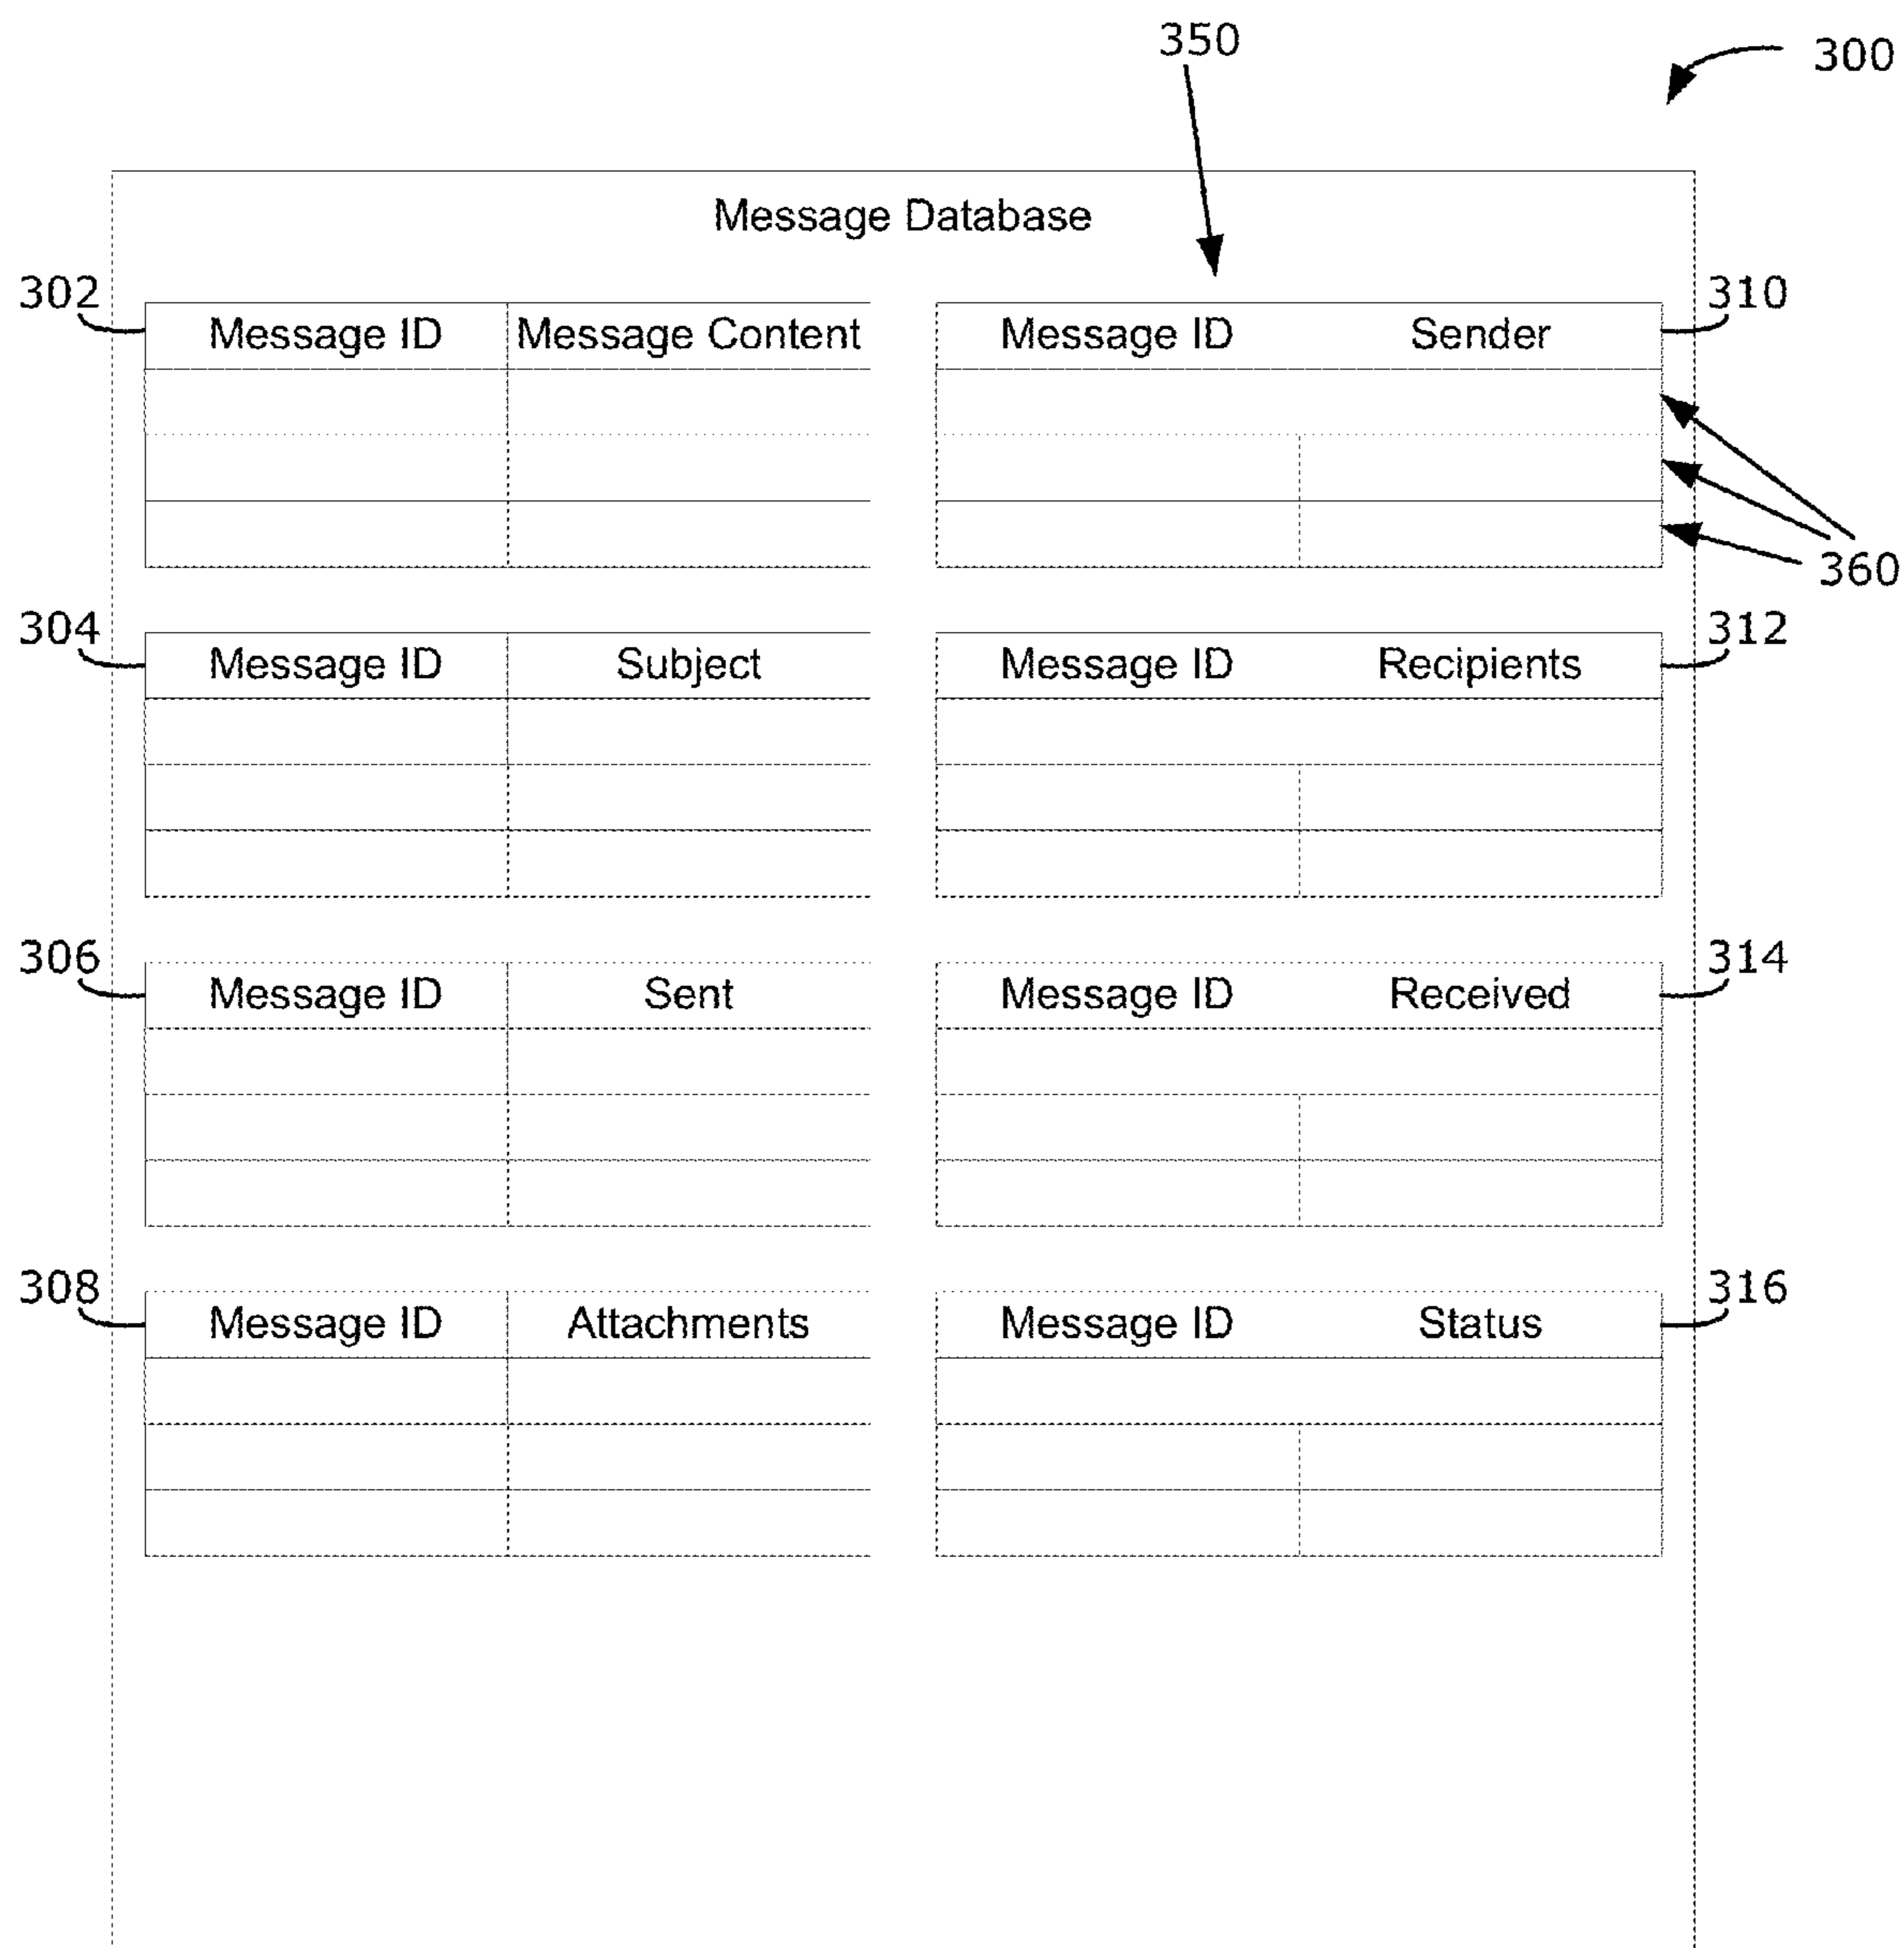 350
300
Message Database
302
310
Message ID Message Content Message ID Sender
360
304
312
Message ID Subject Message ID Recipients
306
314
Message ID Sent Message ID Received
308
316
Message ID Attachments Message ID Status